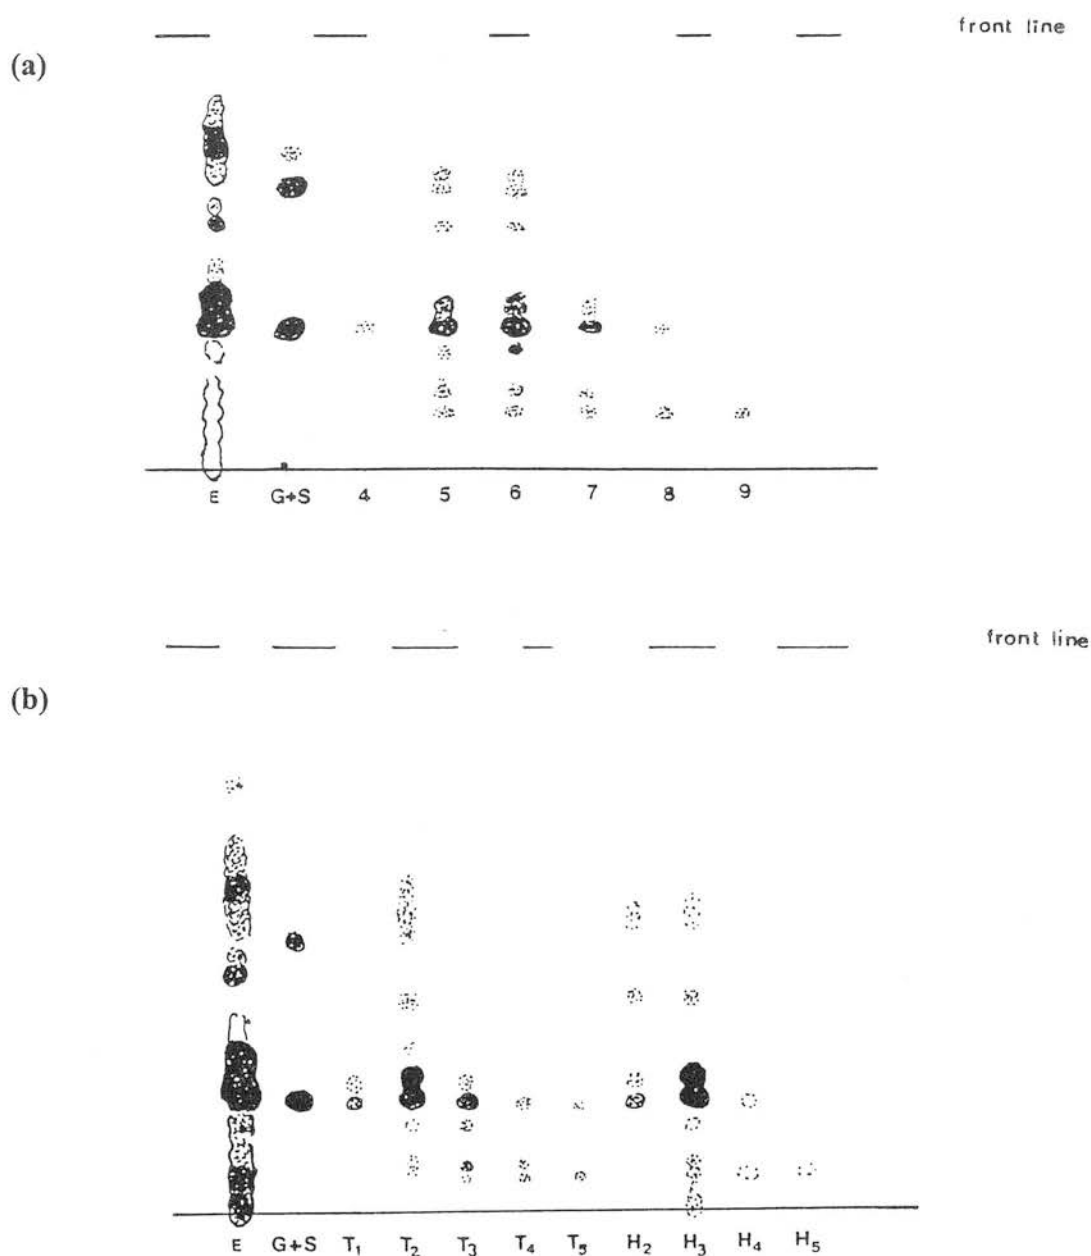 front line
(a)
E G+S 4 5 6 7 8 9
front line
(b)
E G+S T₁ T₂ T₃ T₄ T₅ H₂ H₃ H₄ H₅